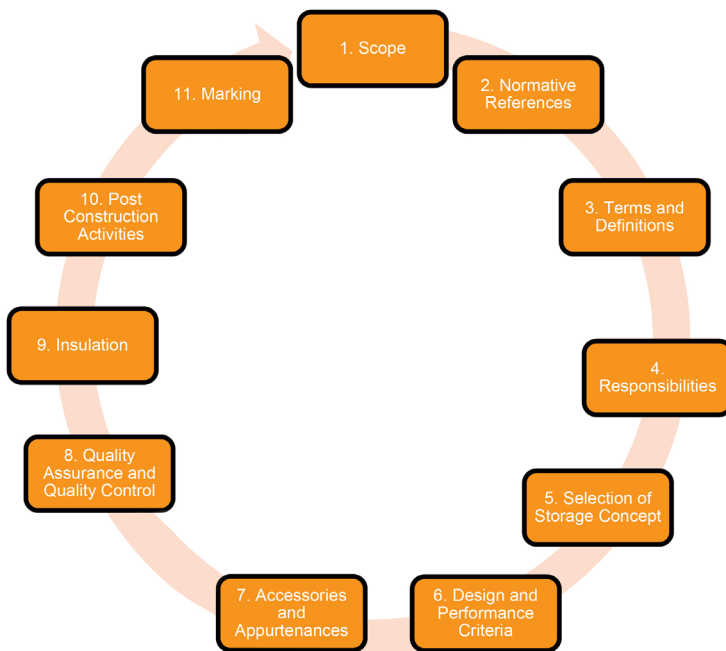 1. Scope
2. Normative
References
3. Terms and
Definitions
4.
Responsibilities
5. Selection of
Storage Concept
6. Design and
Performance
Criteria
7. Accessories
and
Appurtenances
8. Quality
Assurance and
Quality Control
9. Insulation
10. Post
Construction
Activities
11. Marking